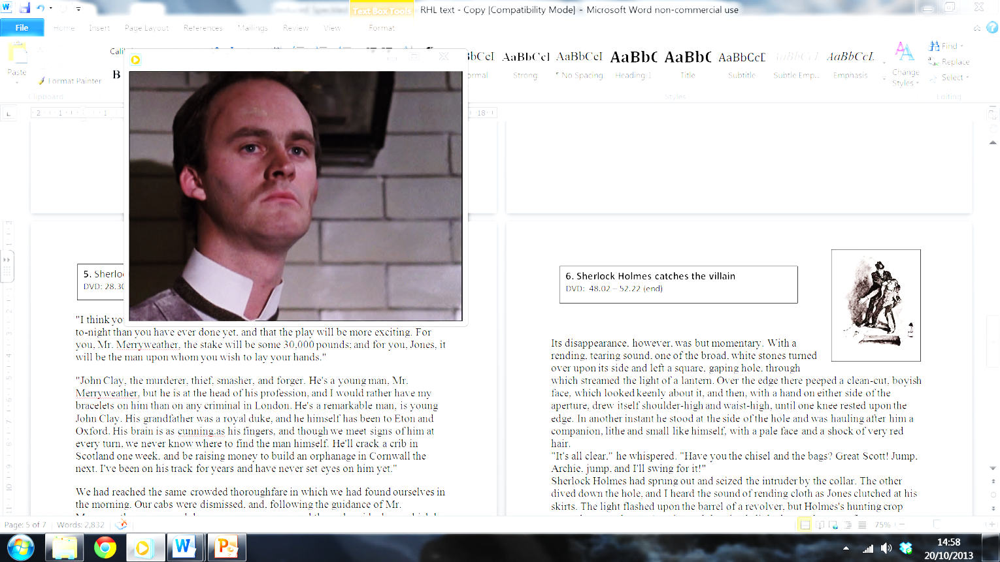 Text Box Tools
RHL text - Copy [Compatibility Mode] - Microsoft Word non-commercial use
File
Home Insert Page Layout References Mailings Review View Format
Paste
Format Painter
Clipboard
B
AaBbCcI AaBbCcI AaBbC AaBbC AaBbCcD AaBbCcL
Strong ¶ No Spacing Heading 1 Title Subtitle Subtle Emp... Emphasis
Change Styles
Find
Replace
Select
Styles
Editing
5. Sherloc
DVD: 28.30
"I think yo
to-night than you have ever done yet, and that the play will be more exciting. For
you, Mr. Merryweather, the stake will be some 30,000 pounds; and for you, Jones, it
will be the man upon whom you wish to lay your hands."
"John Clay, the murderer, thief, smasher, and forger. He's a young man, Mr.
Merryweather, but he is at the head of his profession, and I would rather have my
bracelets on him than on any criminal in London. He's a remarkable man, is young
John Clay. His grandfather was a royal duke, and he himself has been to Eton and
Oxford. His brain is as cunning as his fingers, and though we meet signs of him at
every turn, we never know where to find the man himself. He'll crack a crib in
Scotland one week, and be raising money to build an orphanage in Cornwall the
next. I've been on his track for years and have never set eyes on him yet."
We had reached the same crowded thoroughfare in which we had found ourselves in
the morning. Our cabs were dismissed, and, following the guidance of Mr.
6. Sherlock Holmes catches the villain
DVD: 48.02 – 52.22 (end)
Its disappearance, however, was but momentary. With a
rending, tearing sound, one of the broad, white stones turned
over upon its side and left a square, gaping hole, through
which streamed the light of a lantern. Over the edge there peeped a clean-cut, boyish
face, which looked keenly about it, and then, with a hand on either side of the
aperture, drew itself shoulder-high and waist-high, until one knee rested upon the
edge. In another instant he stood at the side of the hole and was hauling after him a
companion, lithe and small like himself, with a pale face and a shock of very red
hair.
"It's all clear," he whispered. "Have you the chisel and the bags? Great Scott! Jump,
Archie, jump, and I'll swing for it!"
Sherlock Holmes had sprung out and seized the intruder by the collar. The other
dived down the hole, and I heard the sound of rending cloth as Jones clutched at his
skirts. The light flashed upon the barrel of a revolver, but Holmes's hunting crop
Page: 5 of 7 Words: 2,832
75%
14:58
20/10/2013